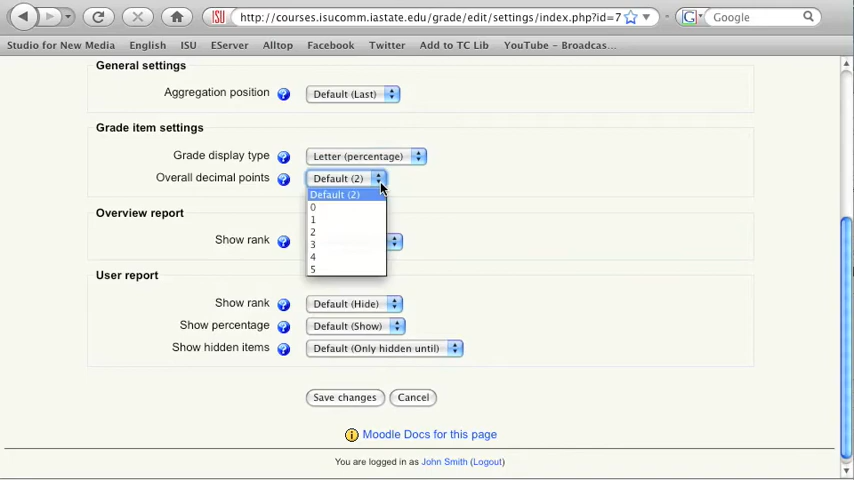 http://courses.isucomm.iastate.edu/grade/edit/settings/index.php?id=7
Google
Studio for New Media English ISU EServer Alltop Facebook Twitter Add to TC Lib YouTube – Broadcas...
General settings
Aggregation position Default (Last)
Grade item settings
Grade display type Letter (percentage)
Overall decimal points Default (2)
Default (2)
0
1
2
3
4
5
Overview report
Show rank
User report
Show rank Default (Hide)
Show percentage Default (Show)
Show hidden items Default (Only hidden until)
Save changes Cancel
Moodle Docs for this page
You are logged in as John Smith (Logout)